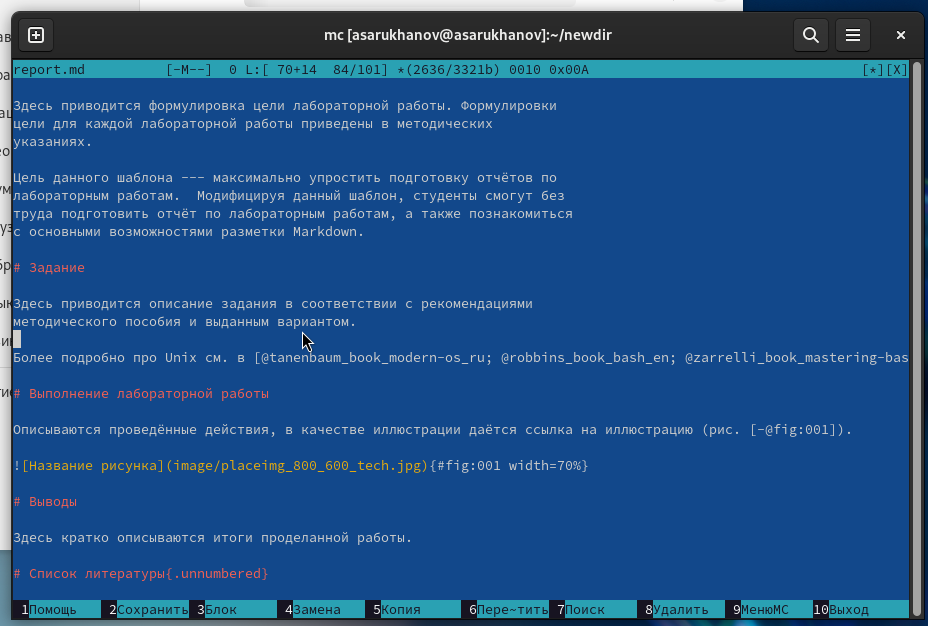 mc [asarukhanov@asarukhanov]:~/newdir
report.md [-M--] 0 L:[ 70+14 84/101] *(2636/3321b) 0010 0x00A [*][X]
Здесь приводится формулировка цели лабораторной работы. Формулировки
цели для каждой лабораторной работы приведены в методических
указаниях.
Цель данного шаблона --- максимально упростить подготовку отчётов по
лабораторным работам.  Модифицируя данный шаблон, студенты смогут без
труда подготовить отчёт по лабораторным работам, а также познакомиться
с основными возможностями разметки Markdown.
# Задание
Здесь приводится описание задания в соответствии с рекомендациями
методического пособия и выданным вариантом.
Более подробно про Unix см. в [@tanenbaum_book_modern-os_ru; @robbins_book_bash_en; @zarrelli_book_mastering-bas
# Выполнение лабораторной работы
Описываются проведённые действия, в качестве иллюстрации даётся ссылка на иллюстрацию (рис. [-@fig:001]).
![Название рисунка](image/placeimg_800_600_tech.jpg){#fig:001 width=70%}
# Выводы
Здесь кратко описываются итоги проделанной работы.
# Список литературы{.unnumbered}
1Помощь 2Сохранить 3Блок 4Замена 5Копия 6Пере~тить 7Поиск 8Удалить 9МенюМС 10Выход